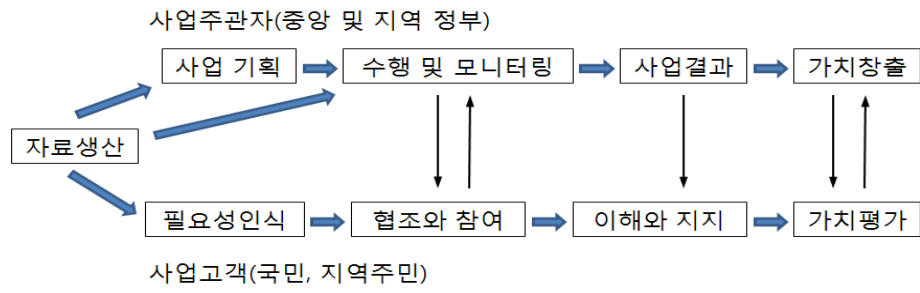 사업주관자(중앙 및 지역 정부)
사업 기획
수행 및 모니터링
사업결과
가치창출
자료생산
필요성인식
협조와 참여
이해와 지지
가치평가
사업고객(국민, 지역주민)